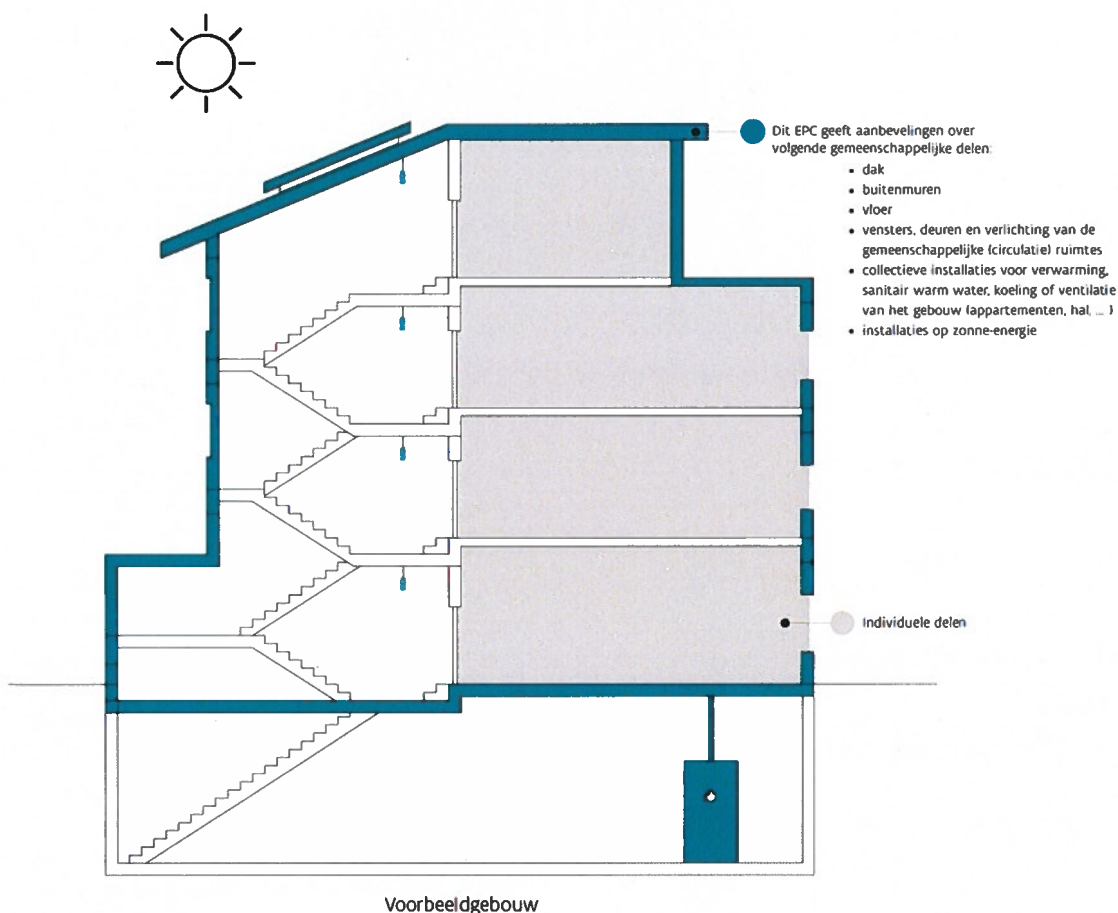 Dit EPC geeft aanbevelingen over
volgende gemeenschappelijke delen:
• dak
• buitenmuren
• vloer
• vensters, deuren en verlichting van de
gemeenschappelijke (circulatie) ruimtes
• collectieve installaties voor verwarming,
sanitair warm water, koeling of ventilatie
van het gebouw (appartementen, hal, ... )
• installaties op zonne-energie
Individuele delen
Voorbeeldgebouw